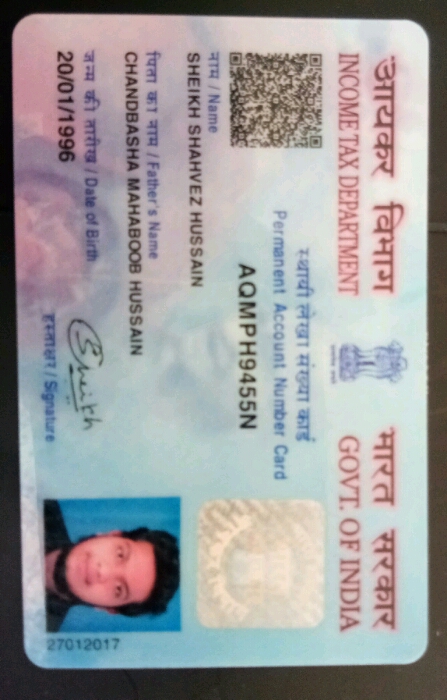 आयकर विभाग
INCOME TAX DEPARTMENT
भारत सरकार
GOVT. OF INDIA
स्थायी लेखा संख्या कार्ड
Permanent Account Number Card
AQMPH9455N
नाम / Name
SHEIKH SHAHVEZ HUSSAIN
पिता का नाम / Father's Name
CHANDBASHA MAHABOOB HUSSAIN
जन्म की तारीख / Date of Birth
20/01/1996
Sheikh
हस्ताक्षर / Signature
27012017